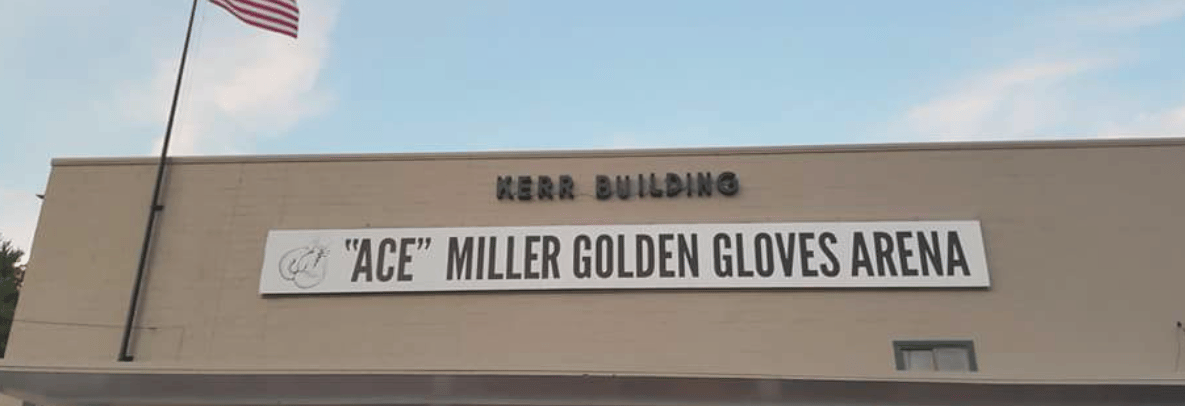 KERR BUILDING
"ACE" MILLER GOLDEN GLOVES ARENA